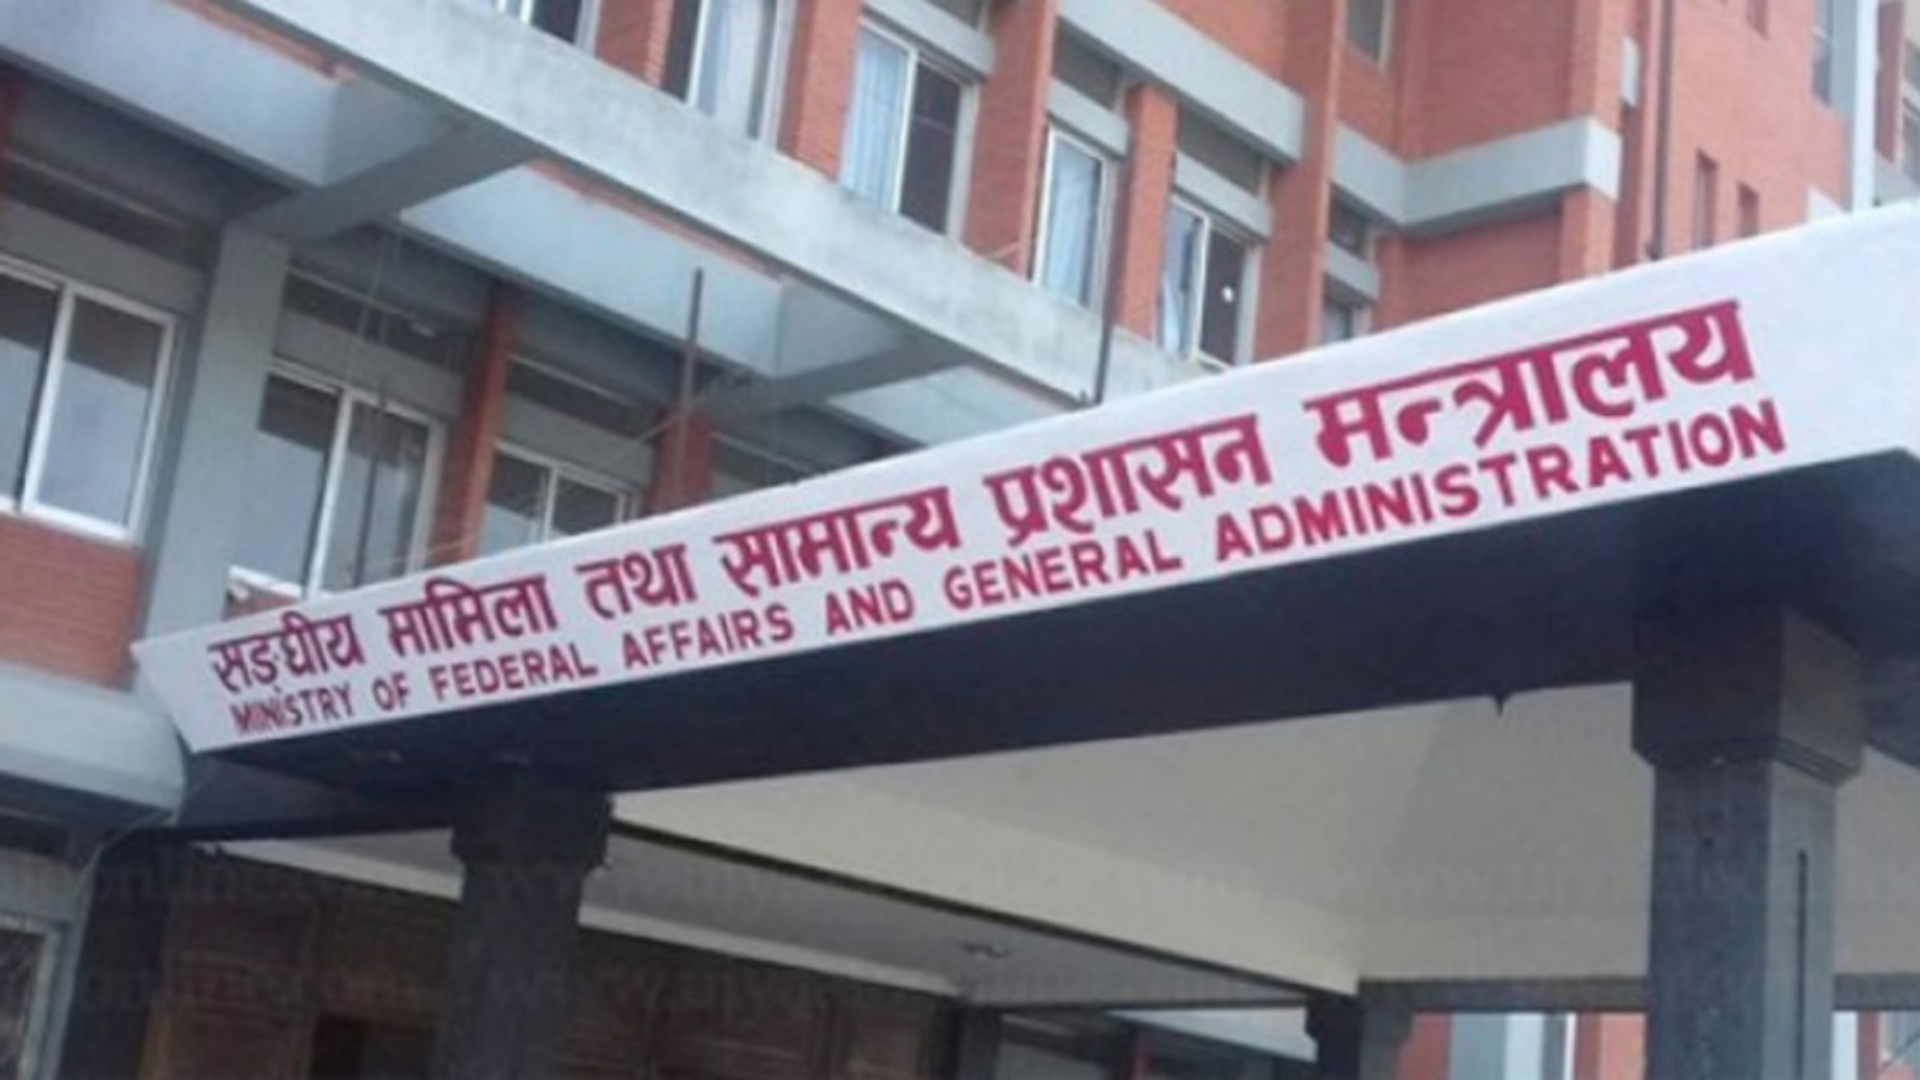 सङ्घीय मामिला तथा सामान्य प्रशासन मन्त्रालय
MINISTRY OF FEDERAL AFFAIRS AND GENERAL ADMINISTRATION